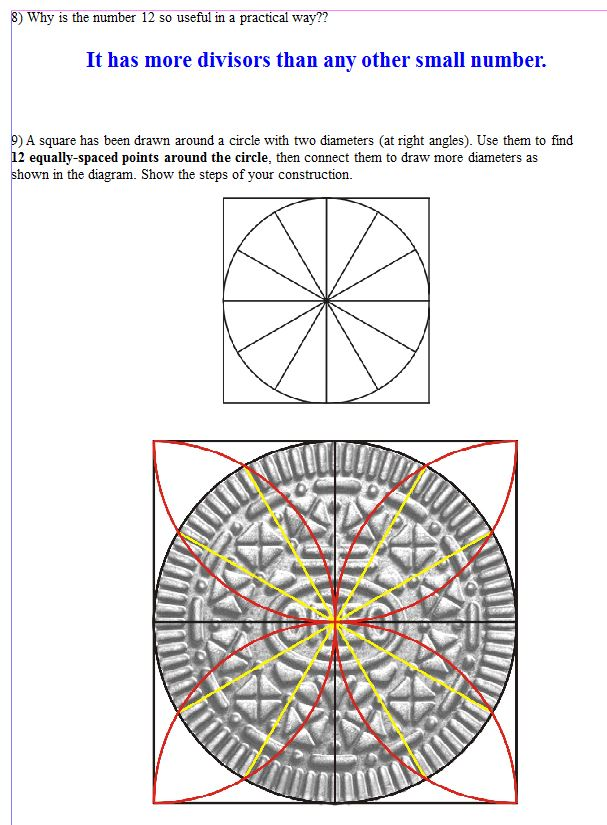 8) Why is the number 12 so useful in a practical way??
It has more divisors than any other small number.
9) A square has been drawn around a circle with two diameters (at right angles). Use them to find
12 equally-spaced points around the circle, then connect them to draw more diameters as
shown in the diagram. Show the steps of your construction.